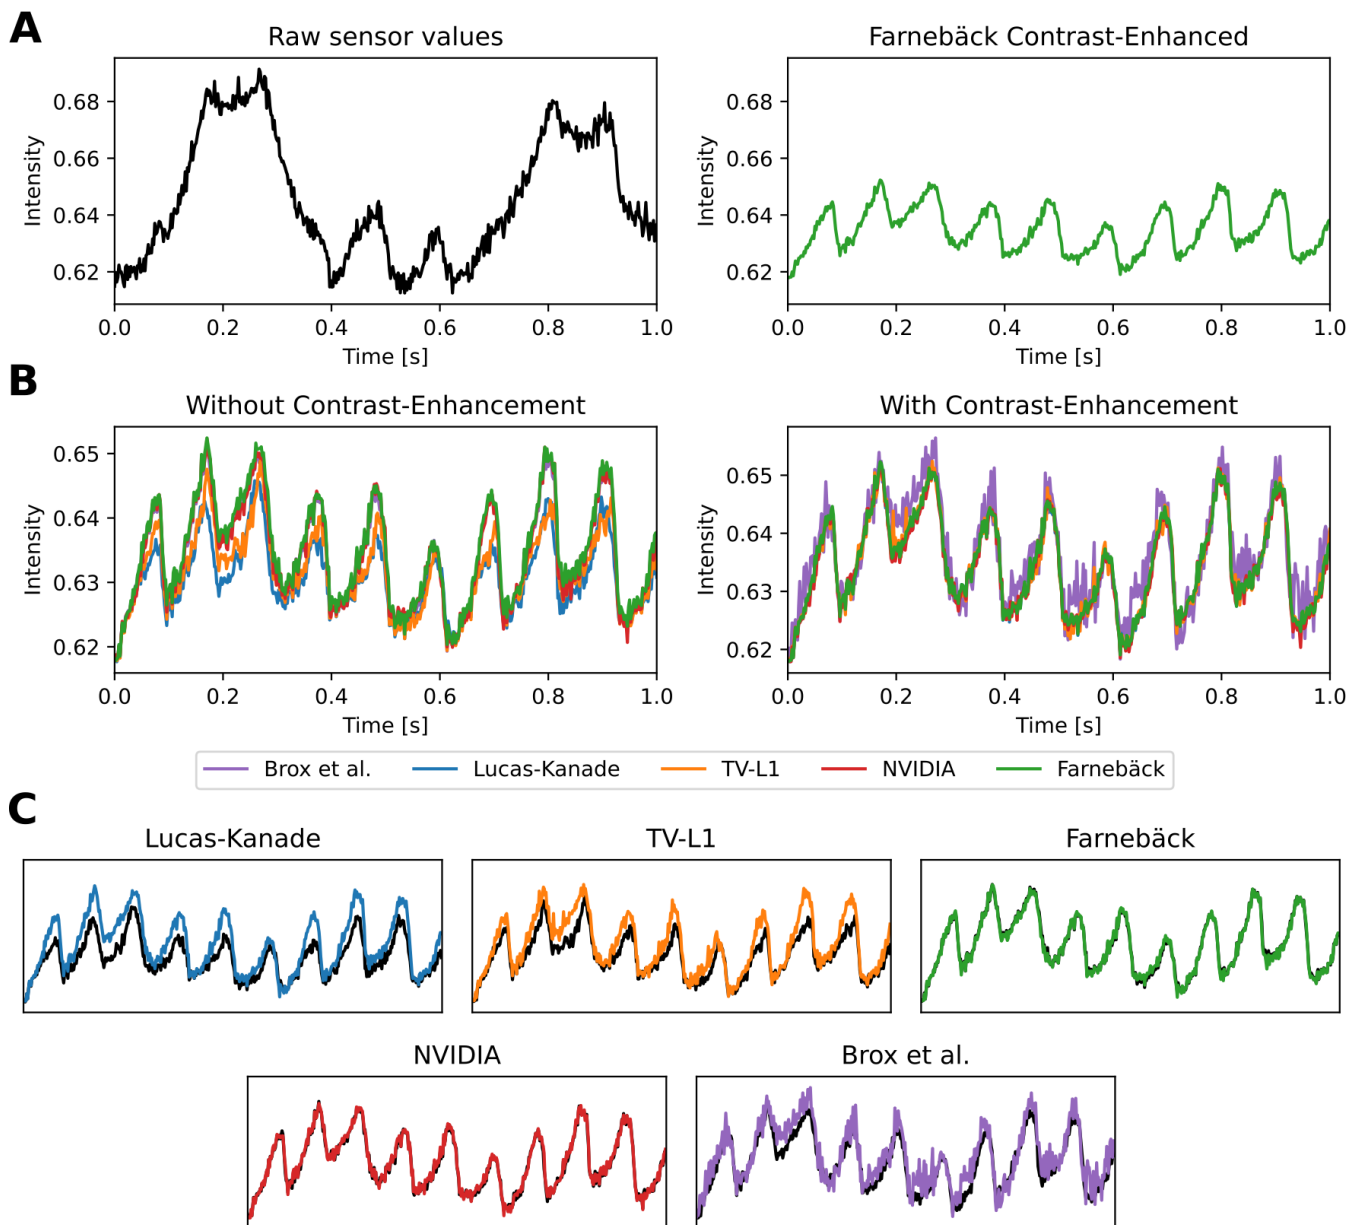 A
Raw sensor values
Farnebäck Contrast-Enhanced
Intensity
0.68
0.66
0.64
0.62
0.0 0.2 0.4 0.6 0.8 1.0
Time [s]
Intensity
0.68
0.66
0.64
0.62
0.0 0.2 0.4 0.6 0.8 1.0
Time [s]
B
Without Contrast-Enhancement
With Contrast-Enhancement
Intensity
0.65
0.64
0.63
0.62
0.0 0.2 0.4 0.6 0.8 1.0
Time [s]
Intensity
0.65
0.64
0.63
0.62
0.0 0.2 0.4 0.6 0.8 1.0
Time [s]
Brox et al. Lucas-Kanade TV-L1 NVIDIA Farnebäck
C
Lucas-Kanade
TV-L1
Farnebäck
NVIDIA
Brox et al.